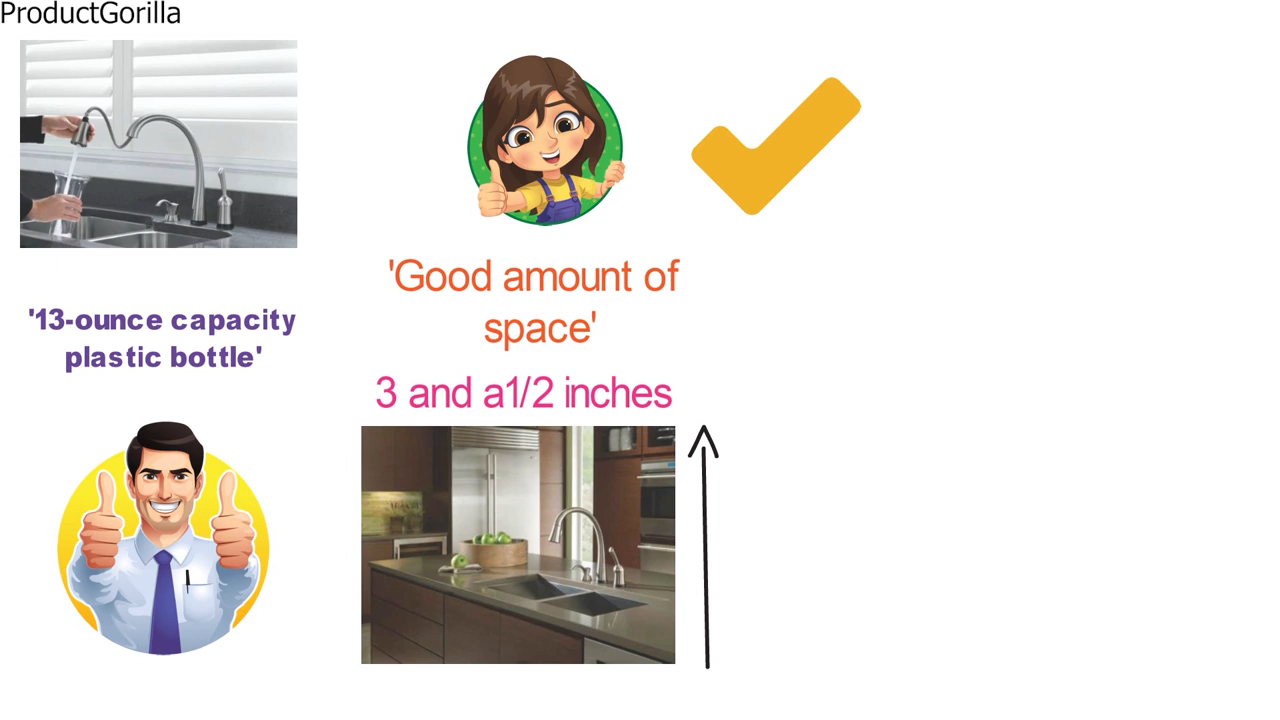 ProductGorilla
'13-ounce capacity
plastic bottle'
'Good amount of
space'
3 and a1/2 inches